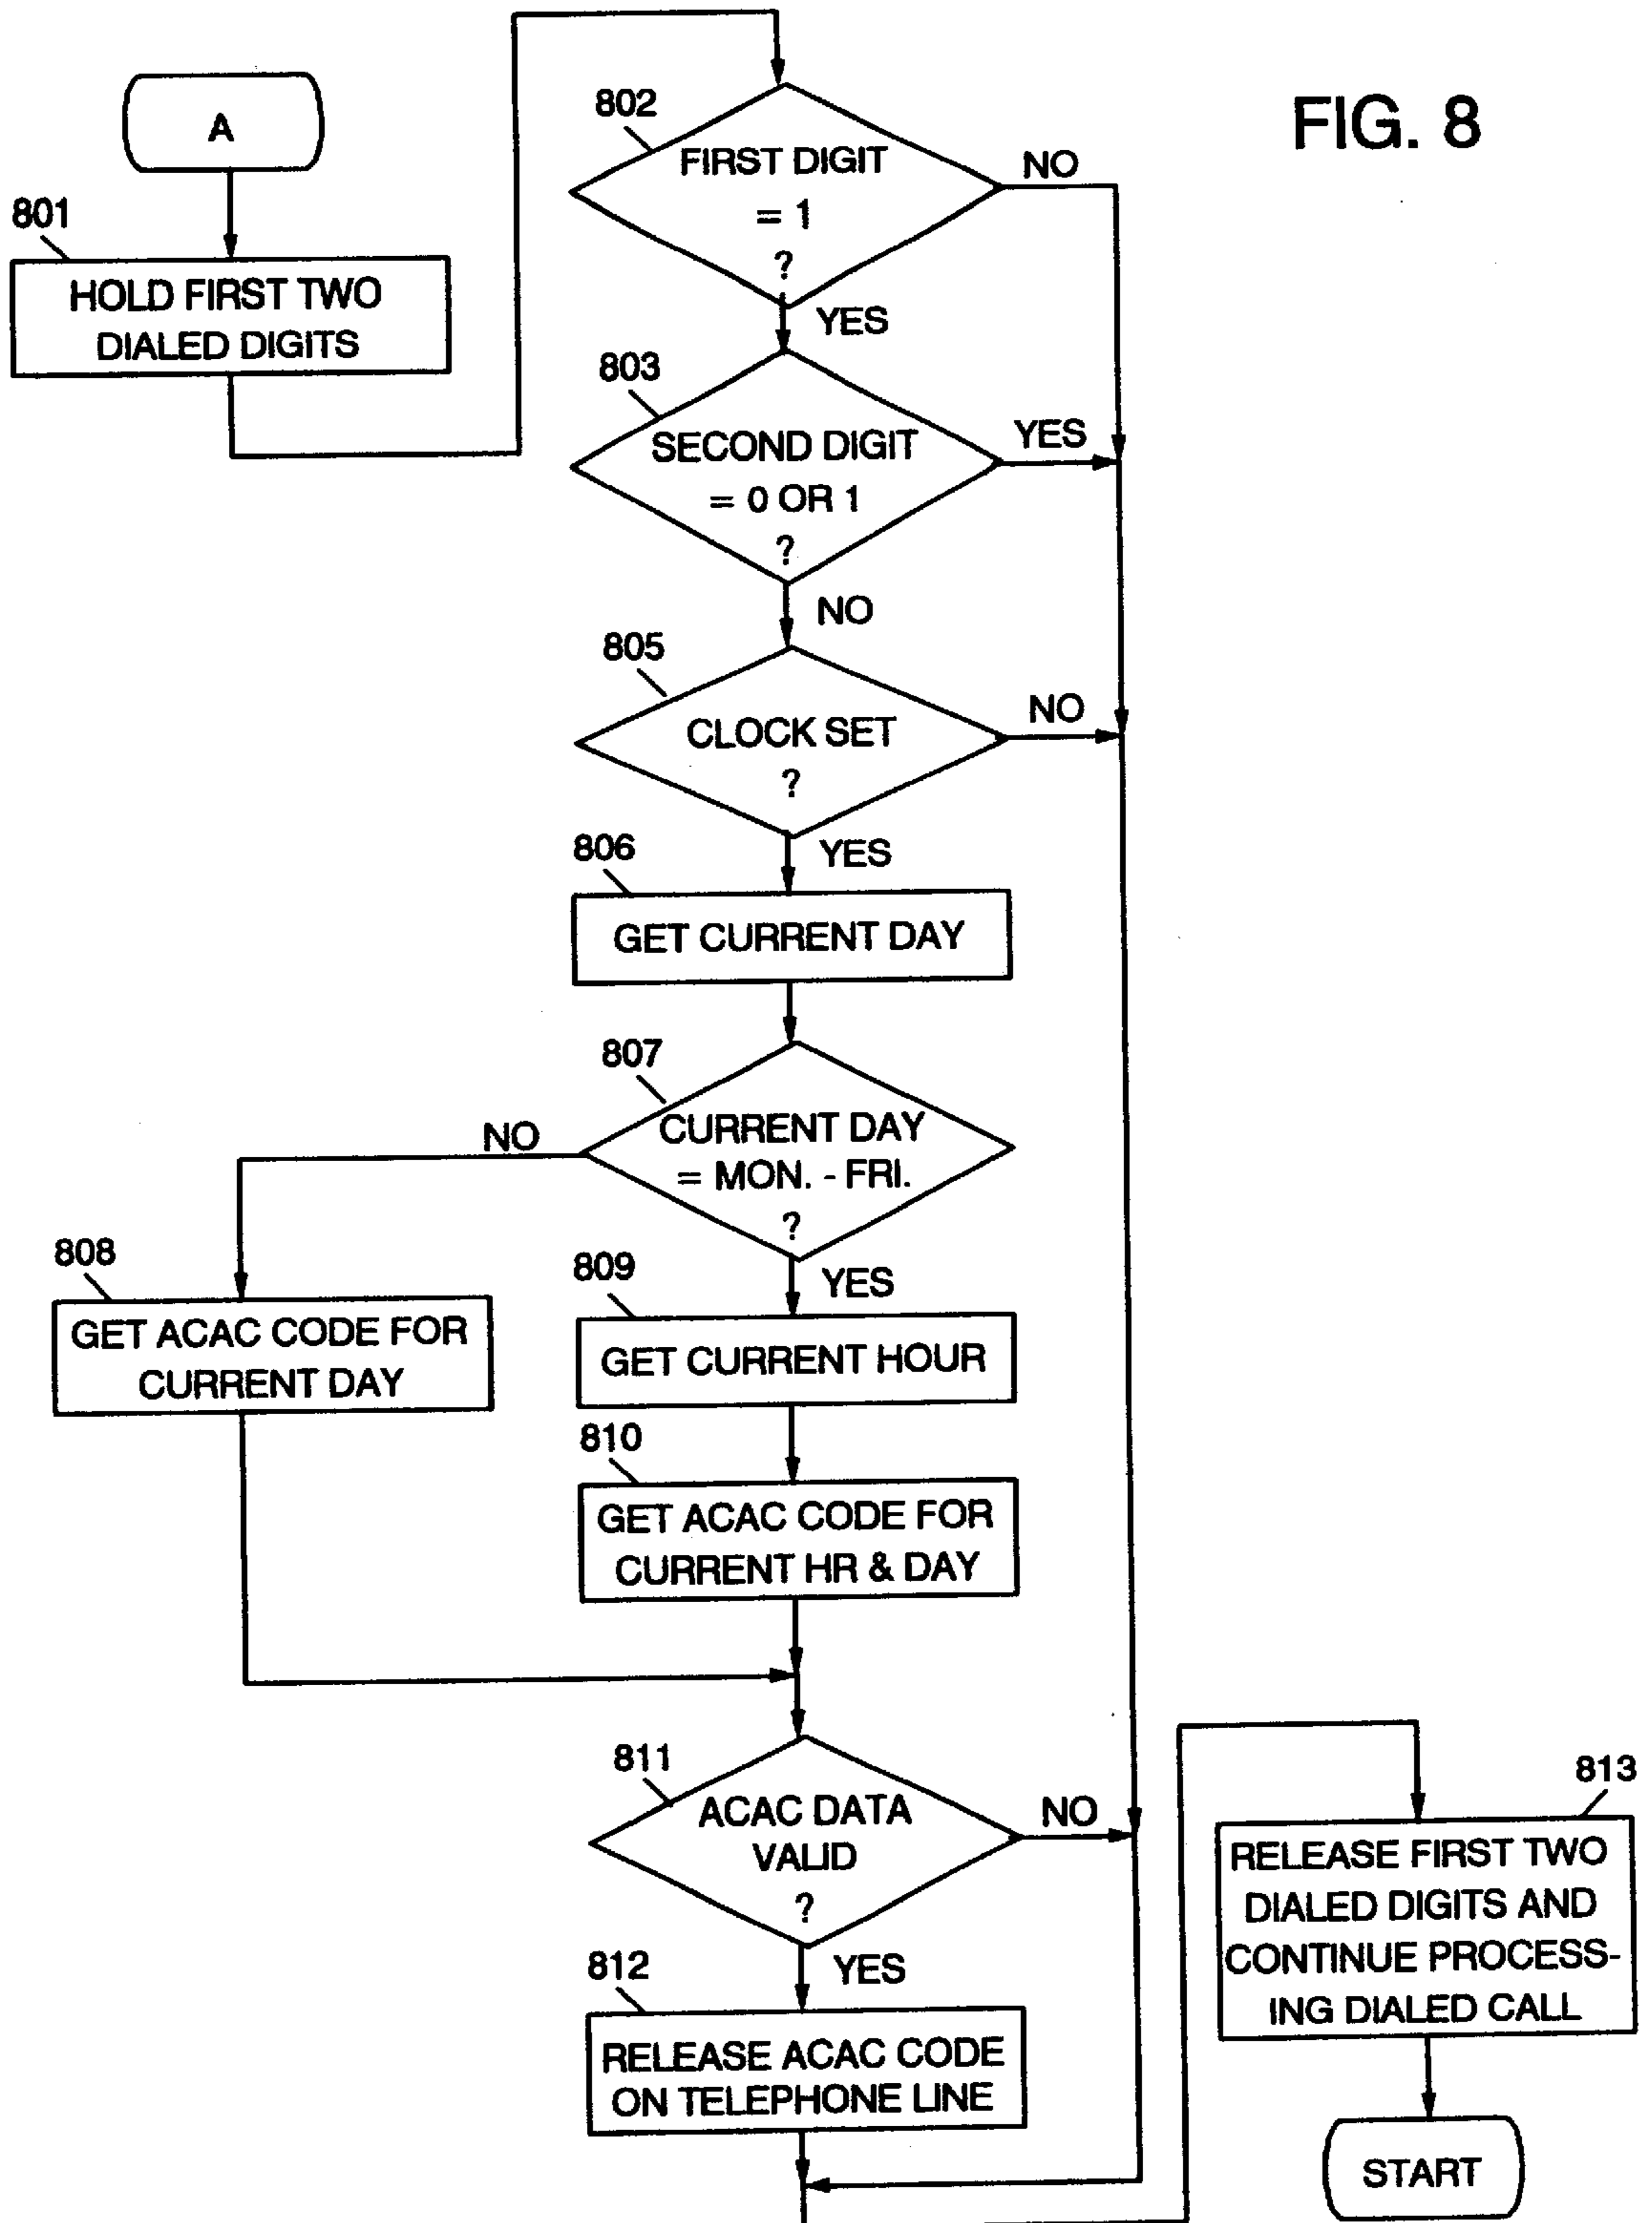 FIG. 8
A
801
HOLD FIRST TWO
DIALED DIGITS
802
FIRST DIGIT
= 1
?
NO
YES
803
SECOND DIGIT
= 0 OR 1
?
YES
NO
805
CLOCK SET
?
NO
YES
806
GET CURRENT DAY
807
CURRENT DAY
= MON. - FRI.
?
NO
YES
808
GET ACAC CODE FOR
CURRENT DAY
809
GET CURRENT HOUR
810
GET ACAC CODE FOR
CURRENT HR & DAY
811
ACAC DATA
VALID
?
NO
YES
812
RELEASE ACAC CODE
ON TELEPHONE LINE
813
RELEASE FIRST TWO
DIALED DIGITS AND
CONTINUE PROCESS-
ING DIALED CALL
START